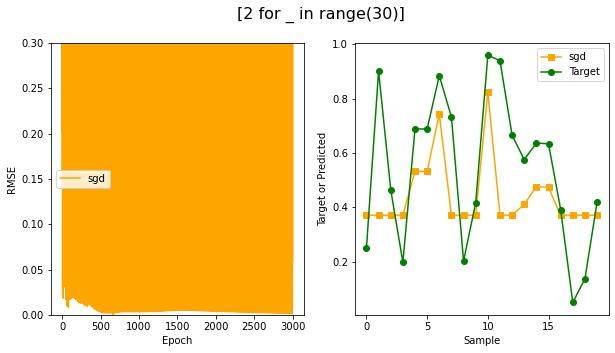 [2 for _ in range(30)]
0.30
0.25
0.20
0.15
0.10
0.05
0.00
RMSE
sgd
0
500
1000
1500
2000
2500
3000
Epoch
1.0
0.8
0.6
0.4
0.2
Target or Predicted
sgd
Target
0
5
10
15
Sample